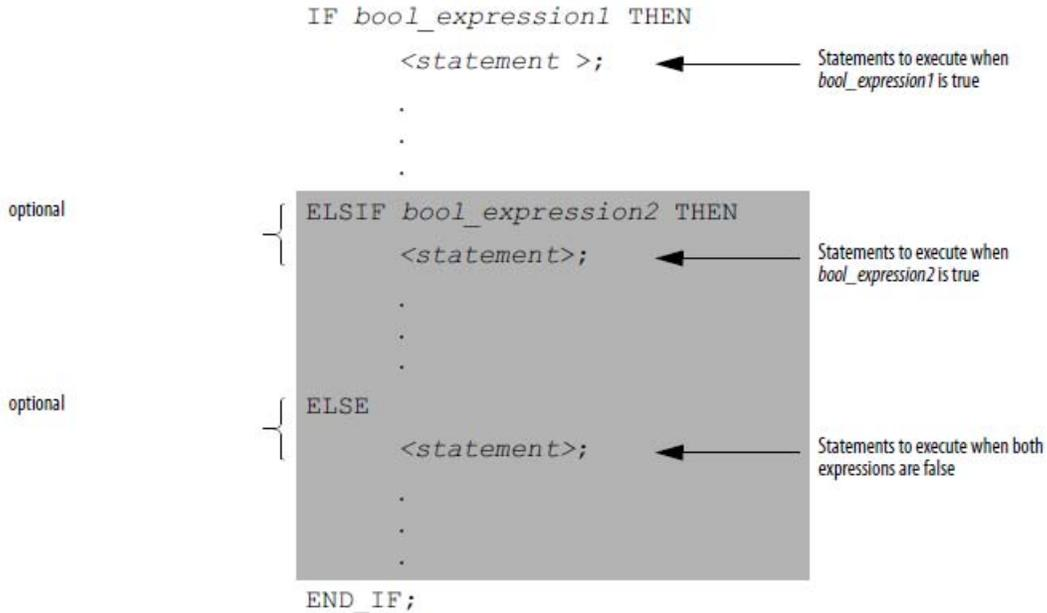 IF bool_expression1 THEN
<statement >;
Statements to execute when
bool_expression1 is true
.
.
.
optional
ELSIF bool_expression2 THEN
<statement>;
Statements to execute when
bool_expression2 is true
.
.
.
optional
ELSE
<statement>;
Statements to execute when both
expressions are false
.
.
.
END_IF;